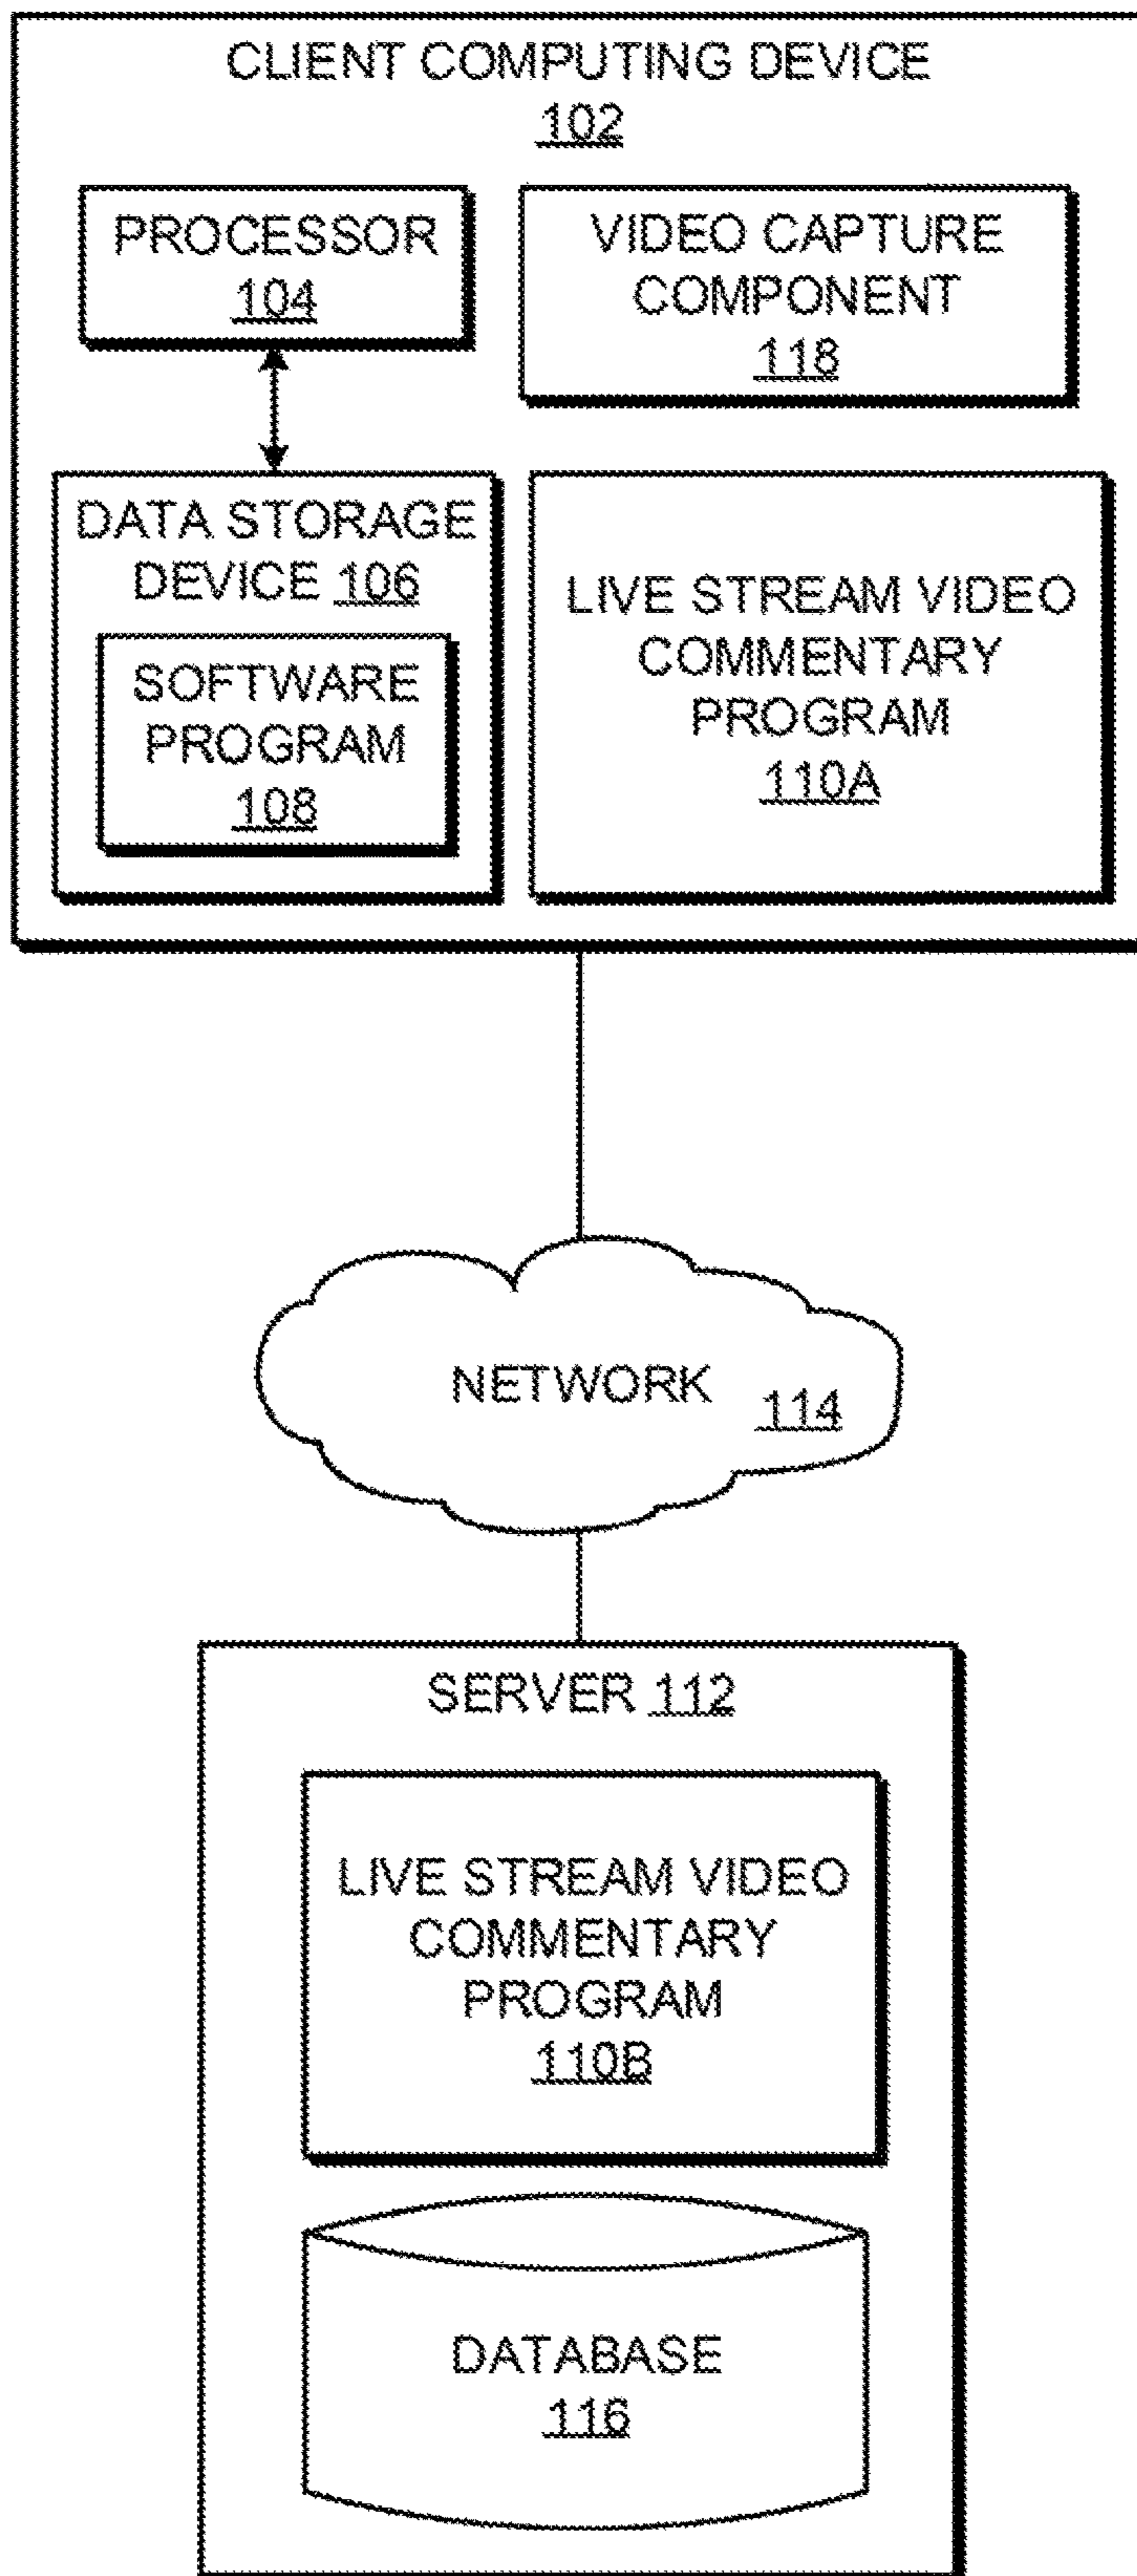 CLIENT COMPUTING DEVICE
102
PROCESSOR
104
VIDEO CAPTURE
COMPONENT
118
DATA STORAGE
DEVICE 106
SOFTWARE
PROGRAM
108
LIVE STREAM VIDEO
COMMENTARY
PROGRAM
110A
NETWORK 114
SERVER 112
LIVE STREAM VIDEO
COMMENTARY
PROGRAM
110B
DATABASE
116